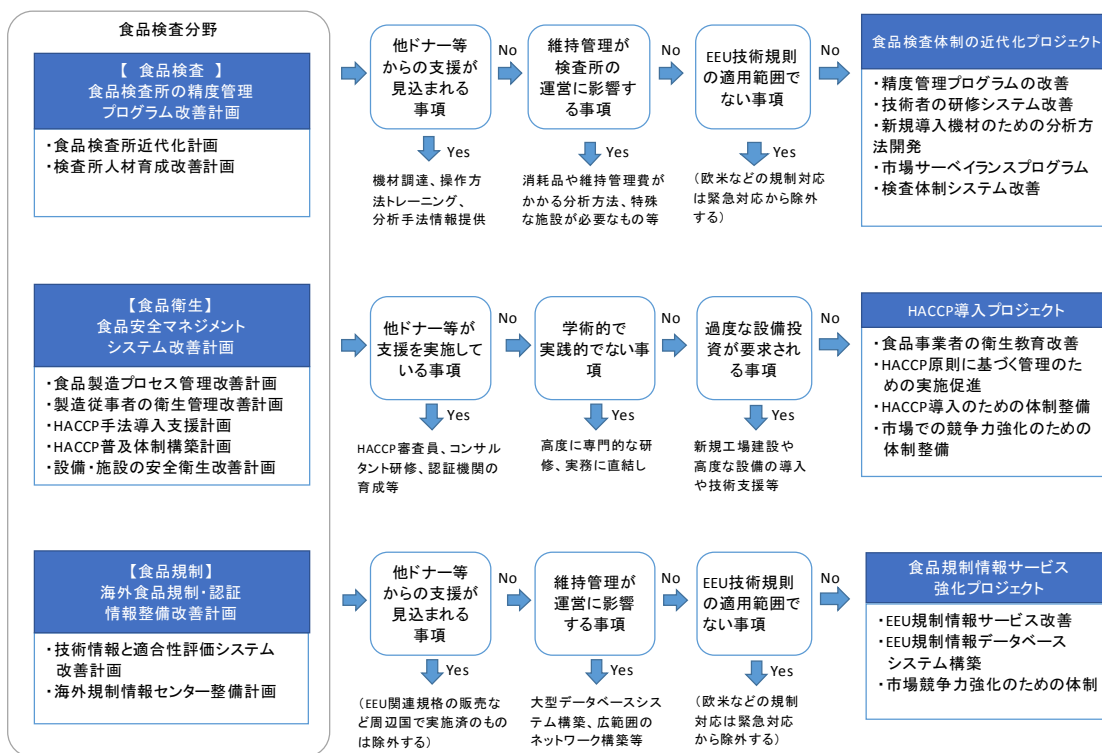 食品検査分野
【 食品検査 】
食品検査所の精度管理
プログラム改善計画
・食品検査所近代化計画
・検査所人材育成改善計画
他ドナー等
からの支援が
見込まれる
事項
No
Yes
機材調達、操作方
法トレーニング、
分析手法情報提供
維持管理が
検査所の
運営に影響す
る事項
No
Yes
消耗品や維持管理費が
かかる分析方法、特殊
な施設が必要なもの等
EEU技術規則
の適用範囲で
ない事項
No
Yes
(欧米などの規制対応
は緊急対応から除外
する)
食品検査体制の近代化プロジェクト
・精度管理プログラムの改善
・技術者の研修システム改善
・新規導入機材のための分析方
法開発
・市場サーベイランスプログラム
・検査体制システム改善
【食品衛生】
食品安全マネジメント
システム改善計画
・食品製造プロセス管理改善計画
・製造従事者の衛生管理改善計画
・HACCP手法導入支援計画
・HACCP普及体制構築計画
・設備・施設の安全衛生改善計画
他ドナー等が
支援を実施して
いる事項
No
Yes
HACCP審査員、コンサル
タント研修、認証機関の
育成等
学術的で
実践的でない事
項
No
Yes
高度に専門的な研
修、実務に直結し
過度な設備投
資が要求され
る事項
No
Yes
新規工場建設や
高度な設備の導入
や技術支援等
HACCP導入プロジェクト
・食品事業者の衛生教育改善
・HACCP原則に基づく管理のた
めの実施促進
・HACCP導入のための体制整備
・市場での競争力強化のための
体制整備
【食品規制】
海外食品規制・認証
情報整備改善計画
・技術情報と適合性評価システム
改善計画
・海外規制情報センター整備計画
他ドナー等
からの支援が
見込まれる
事項
No
Yes
(EEU関連規格の販売な
ど周辺国で実施済のもの
は除外する)
維持管理が
運営に影響
する事項
No
Yes
大型データベースシス
テム構築、広範囲の
ネットワーク構築等
EEU技術規則
の適用範囲で
ない事項
No
Yes
(欧米などの規制
対応は緊急対応
から除外する)
食品規制情報サービス
強化プロジェクト
・EEU規制情報サービス改善
・EEU規制情報データベース
システム構築
・市場競争力強化のための体制